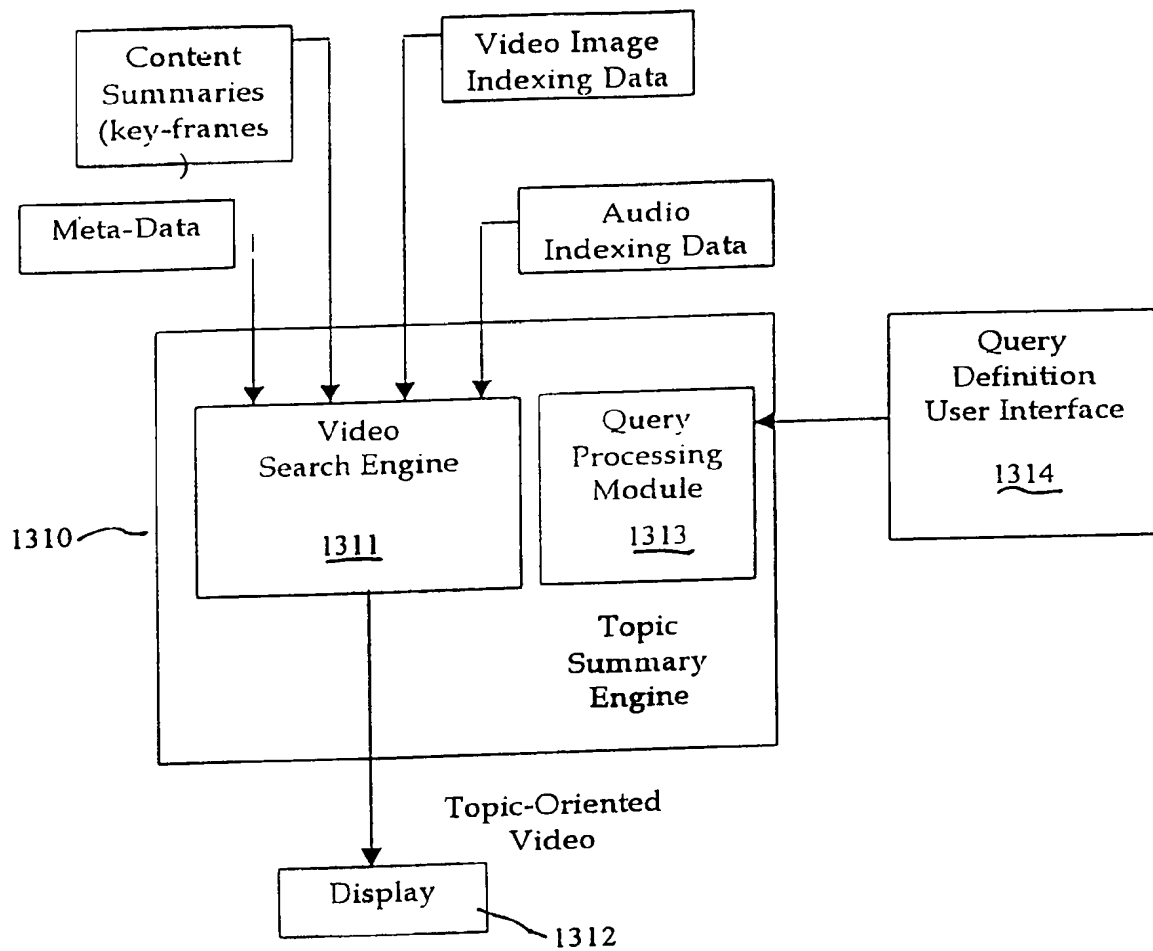 Content
Summaries
(key-frames
)
Video Image
Indexing Data
Meta-Data
Audio
Indexing Data
Video
Search Engine
1311
Query
Processing
Module
1313
Query
Definition
User Interface
1314
1310
Topic
Summary
Engine
Topic-Oriented
Video
Display
1312